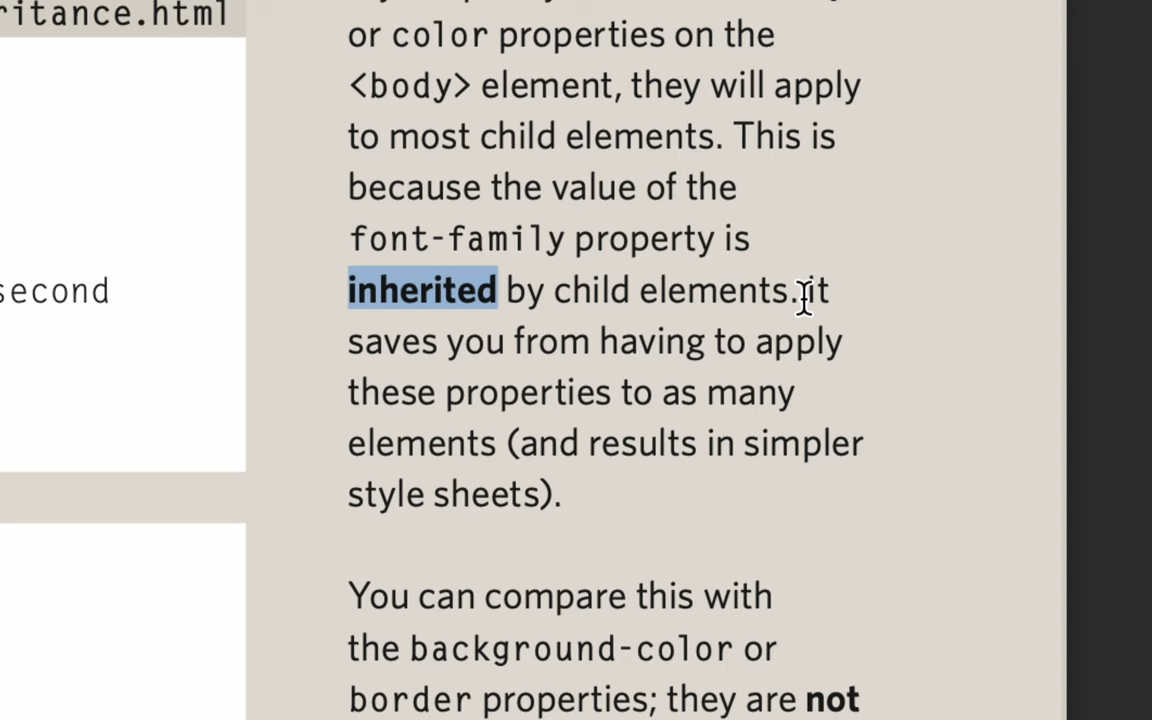 ritance.html
or color properties on the
<body> element, they will apply
to most child elements. This is
because the value of the
font-family property is
inherited by child elements. it
second
saves you from having to apply
these properties to as many
elements (and results in simpler
style sheets).
You can compare this with
the background-color or
border properties; they are not